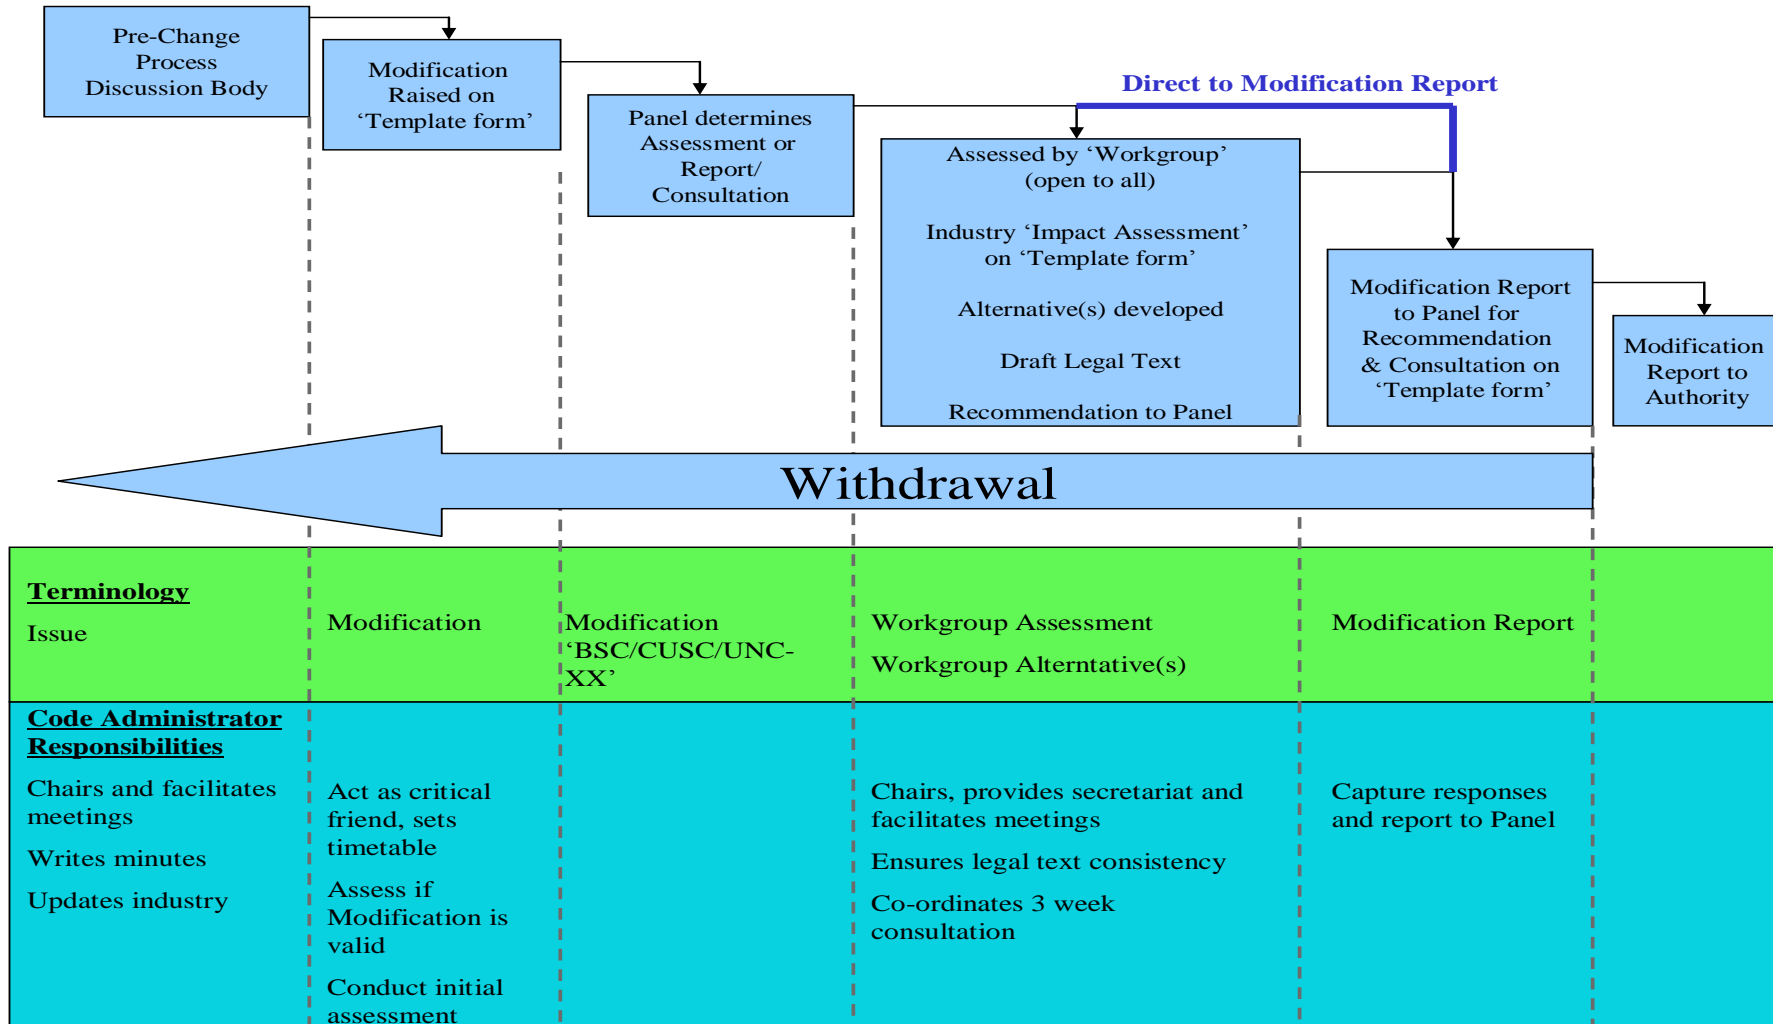 Pre-Change
Process
Discussion Body
Modification
Raised on
‘Template form’
Panel determines
Assessment or
Report/
Consultation
Direct to Modification Report
Assessed by ‘Workgroup’
(open to all)
Industry ‘Impact Assessment’
on ‘Template form’
Alternative(s) developed
Draft Legal Text
Recommendation to Panel
Modification Report
to Panel for
Recommendation
& Consultation on
‘Template form’
Modification
Report to
Authority
Withdrawal
Terminology
Issue
Modification
Modification
‘BSC/CUSC/UNC-
XX’
Workgroup Assessment
Workgroup Alterntative(s)
Modification Report
Code Administrator
Responsibilities
Chairs and facilitates
meetings
Writes minutes
Updates industry
Act as critical
friend, sets
timetable
Assess if
Modification is
valid
Conduct initial
assessment
Chairs, provides secretariat and
facilitates meetings
Ensures legal text consistency
Co-ordinates 3 week
consultation
Capture responses
and report to Panel